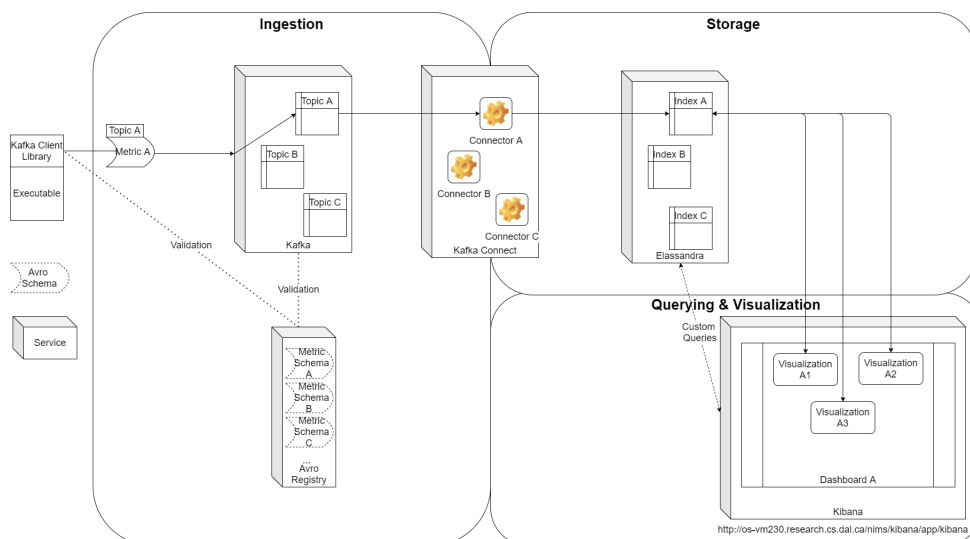 Ingestion
Storage
Topic A
Metric A
Kafka Client
Library
Executable
Topic A
Topic B
Topic C
Kafka
Connector A
Connector B
Connector C
Kafka Connect
Index A
Index B
Index C
Elassandra
Validation
Validation
Avro
Schema
Service
Metric
Schema
A
Metric
Schema
B
Metric
Schema
C
...
Avro
Registry
Querying & Visualization
Custom
Queries
Visualization
A1
Visualization
A2
Visualization
A3
Dashboard A
Kibana
http://os-vm230.research.cs.dal.ca/nims/kibana/app/kibana